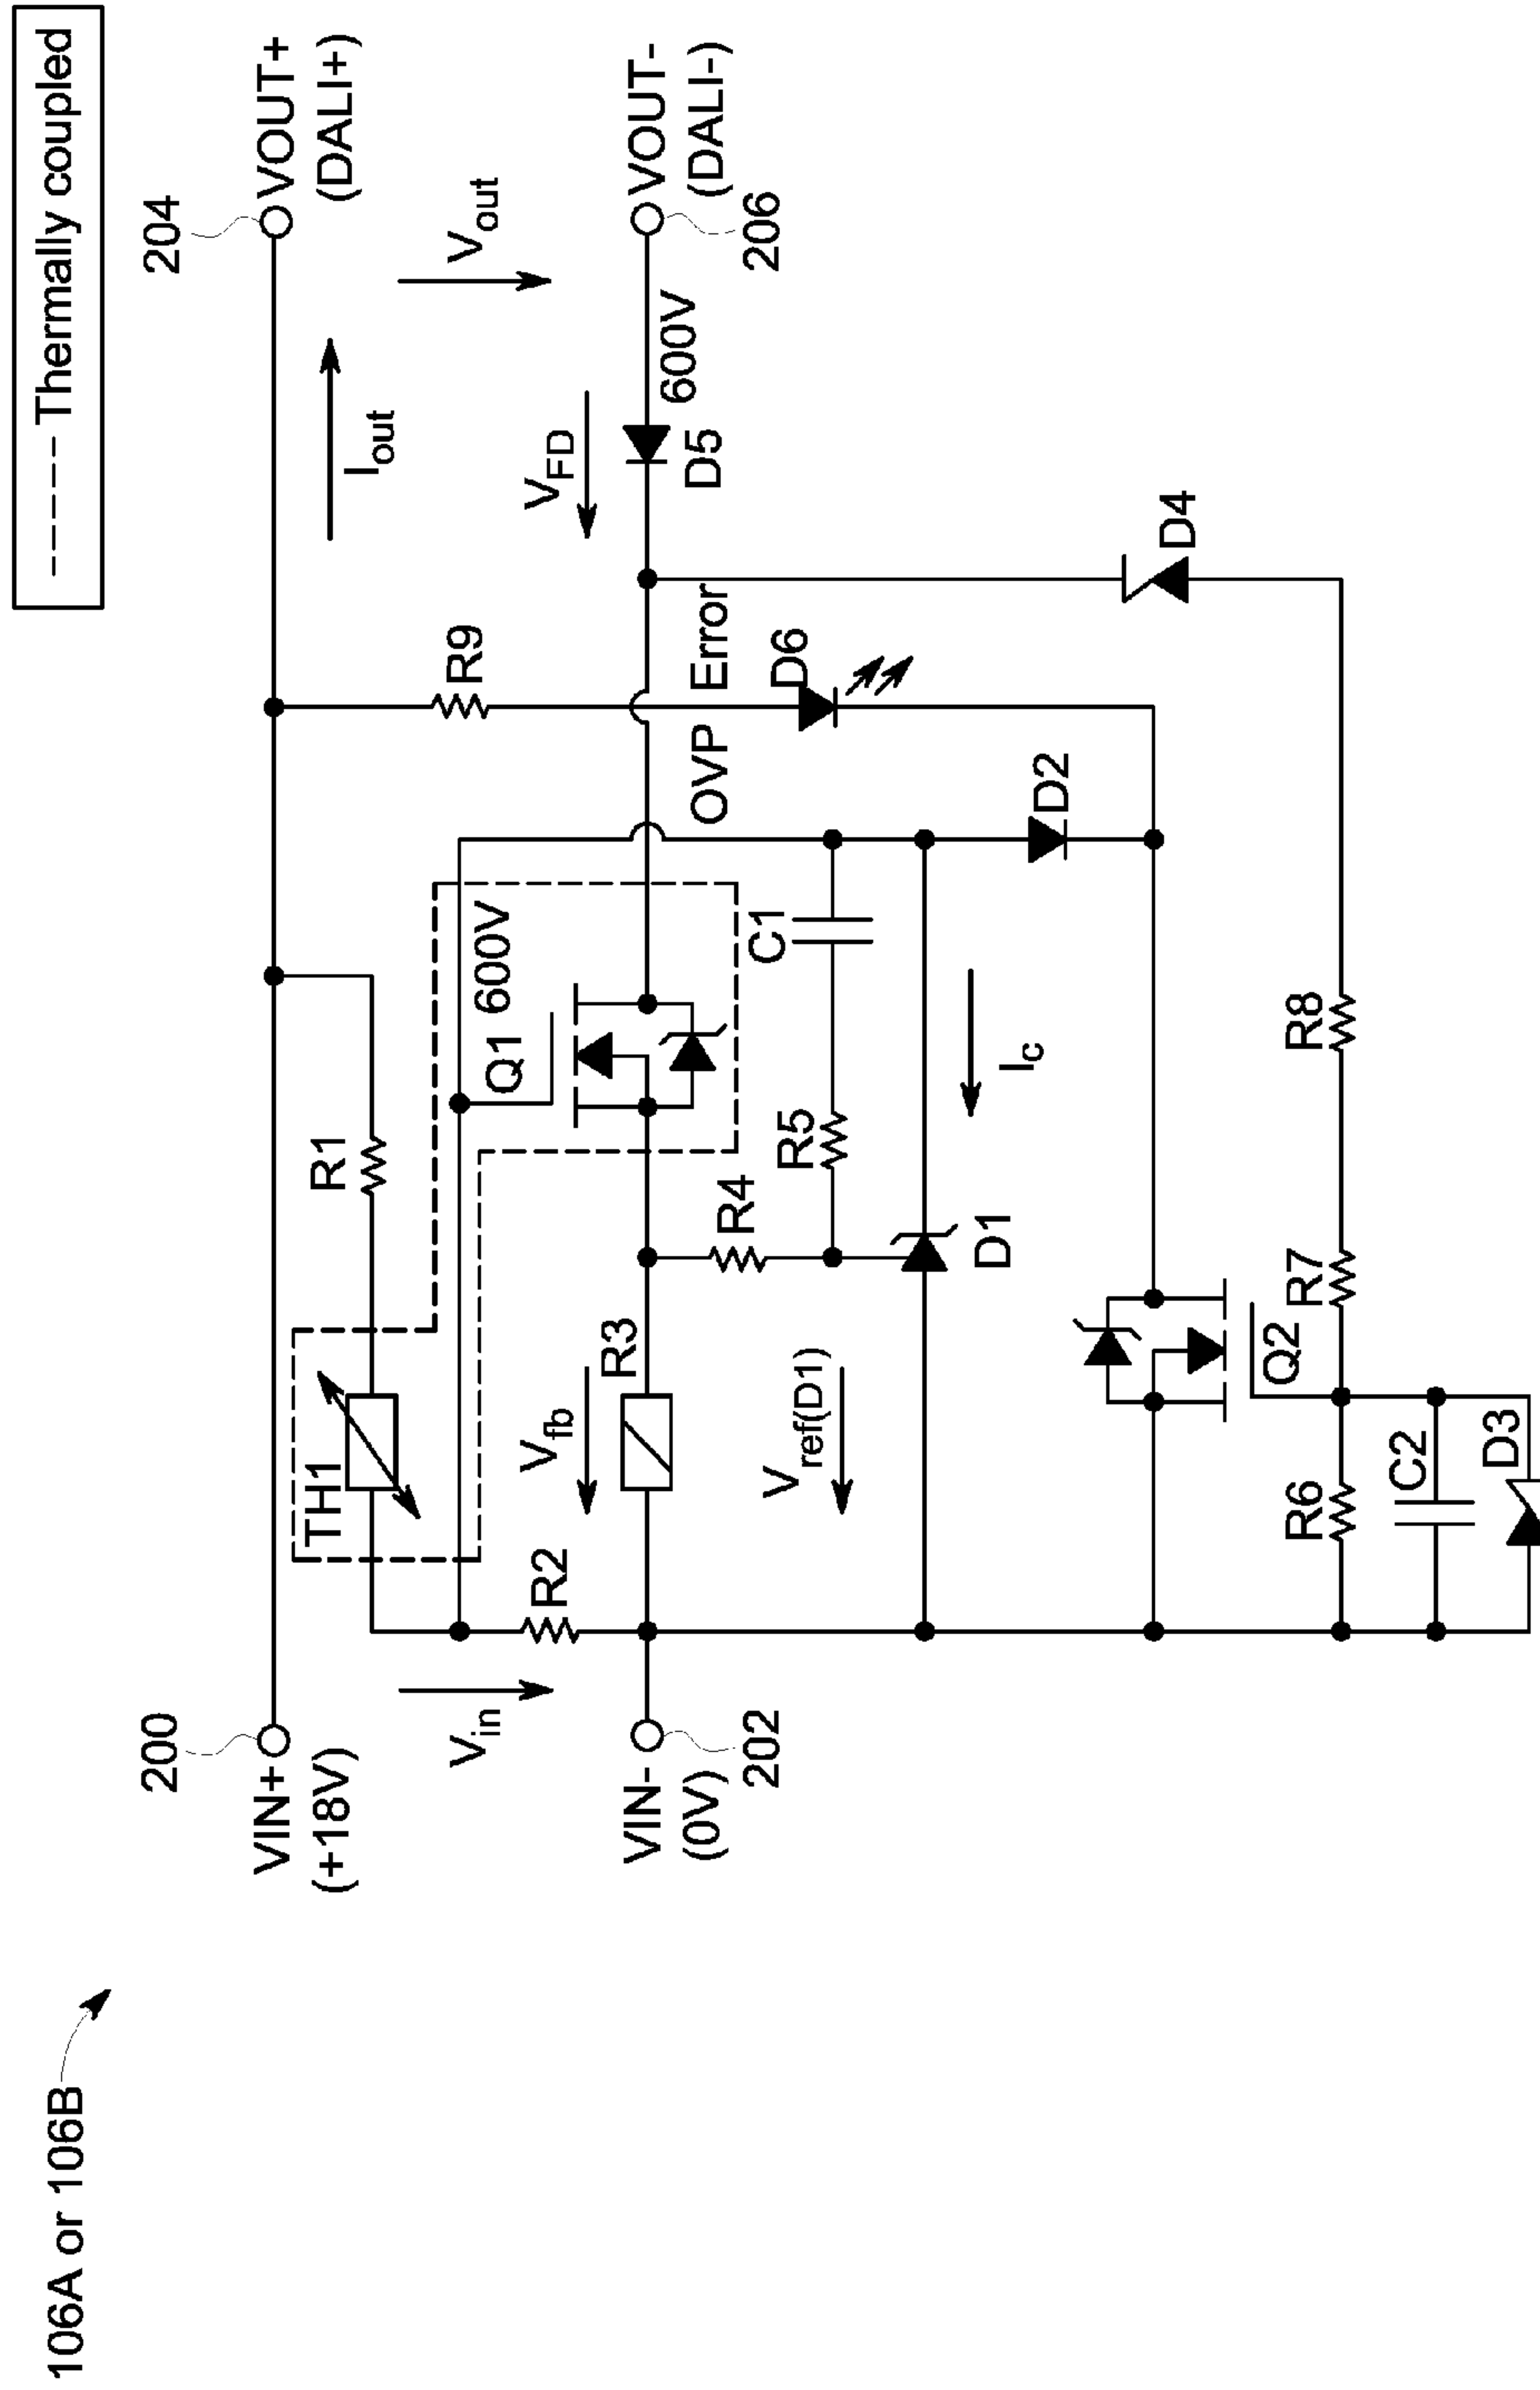 106A or 106B
----- Thermally coupled
200
VIN+
(+18V)
204
VOUT+
(DALI+)
Iout
R1
TH1
R9
Vin
Vout
Q1
600V
VFD
R2
Vfb
R3
VIN-
(0V)
202
600V
D5
VOUT-
(DALI-)
206
OVP Error
R4
R5
C1
D6
Vref(D1)
D1
Ic
D2
D4
Q2
R6
R7
R8
C2
D3